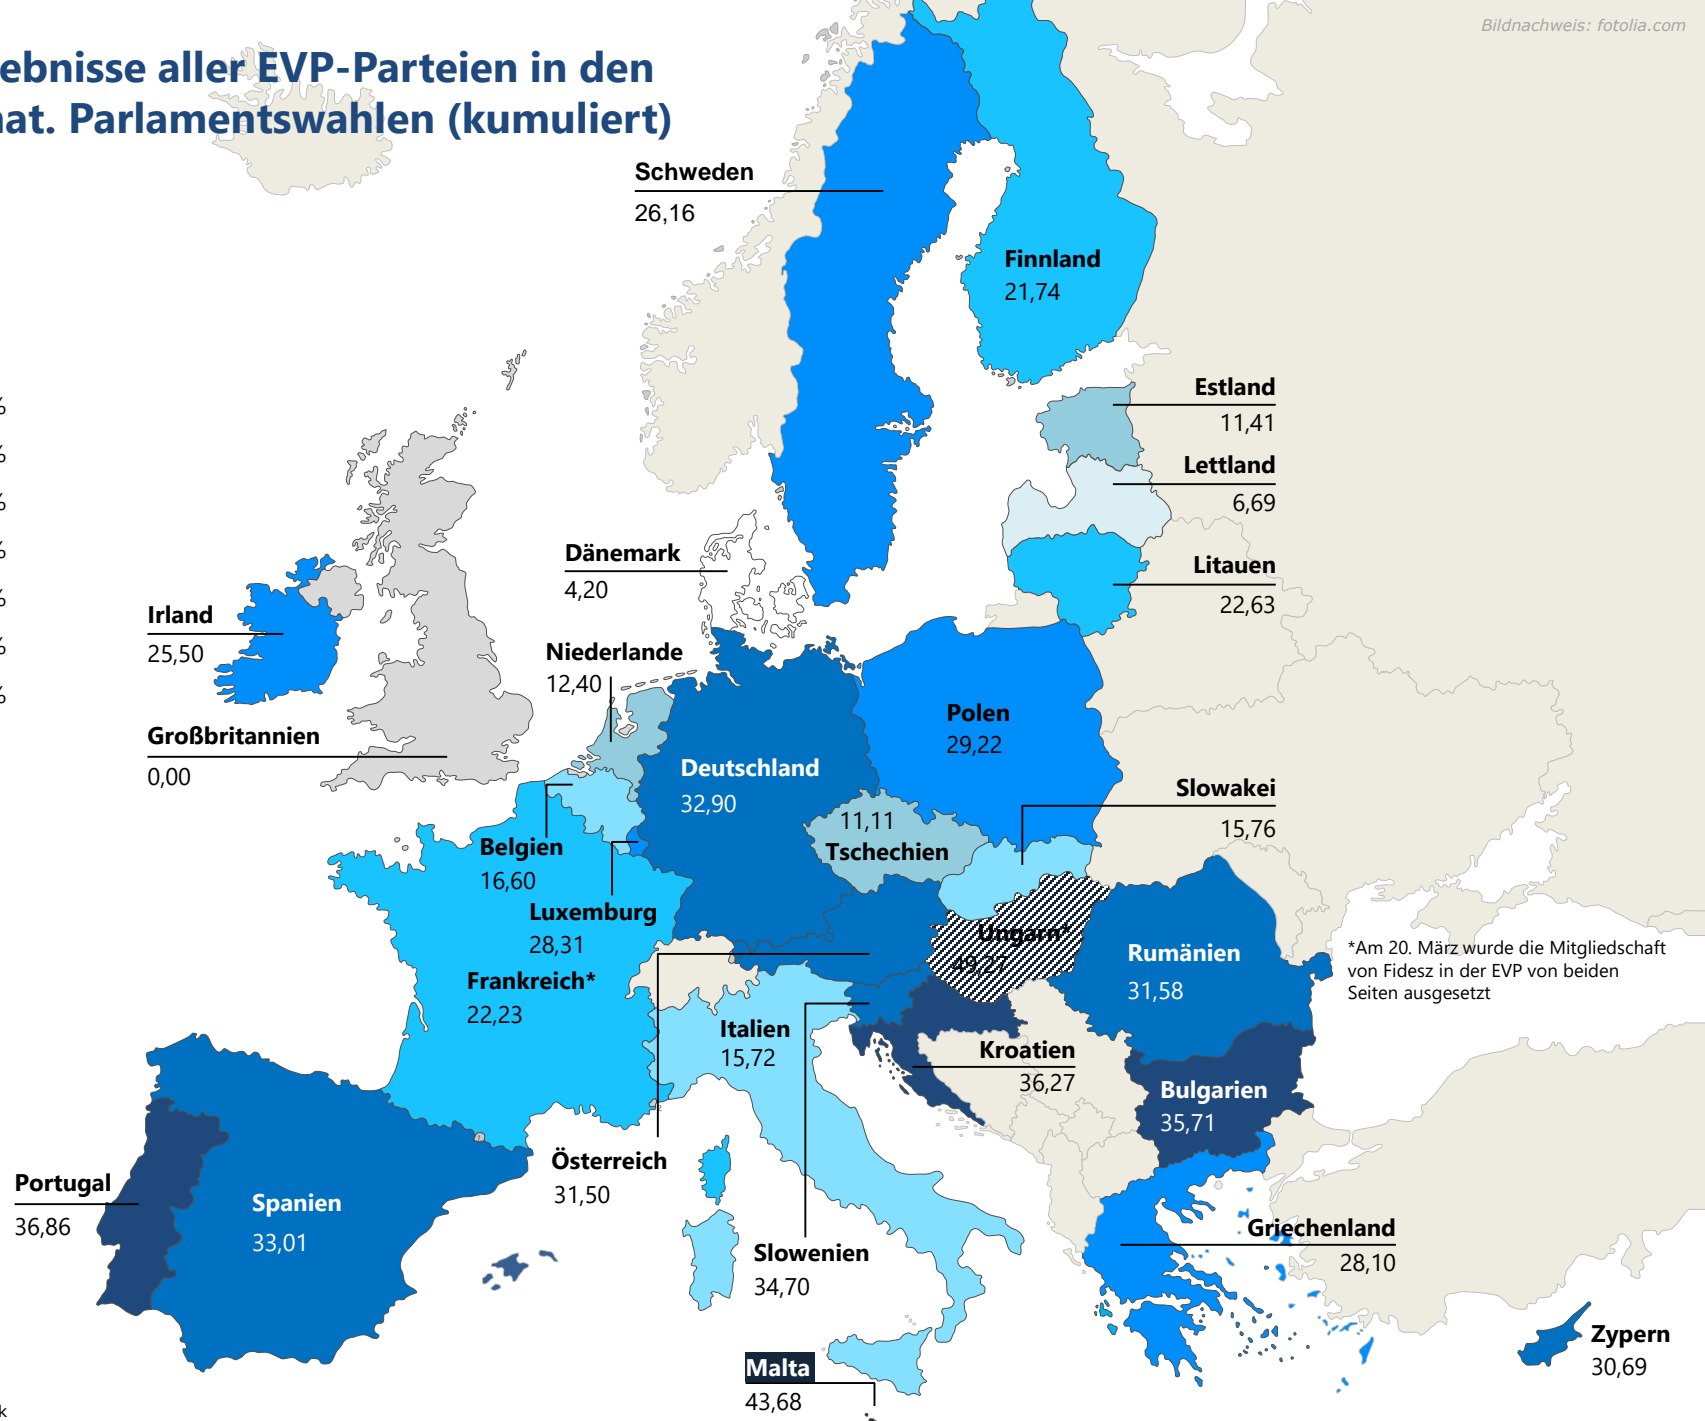 Bildnachweis: fotolia.com
ebnisse aller EVP-Parteien in den
nat. Parlamentswahlen (kumuliert)
Schweden
26,16
Finnland
21,74
Estland
11,41
%
Lettland
6,69
%
%
Dänemark
4,20
%
Litauen
22,63
%
Irland
25,50
%
Niederlande
12,40
%
Polen
29,22
Großbritannien
0,00
Deutschland
32,90
Slowakei
15,76
11,11
Tschechien
Belgien
16,60
Luxemburg
28,31
Ungarn*
49,27
Rumänien
31,58
*Am 20. März wurde die Mitgliedschaft
von Fidesz in der EVP von beiden
Seiten ausgesetzt
Frankreich*
22,23
Italien
15,72
Kroatien
36,27
Bulgarien
35,71
Österreich
31,50
Portugal
36,86
Spanien
33,01
Slowenien
34,70
Griechenland
28,10
Zypern
30,69
Malta
43,68
k